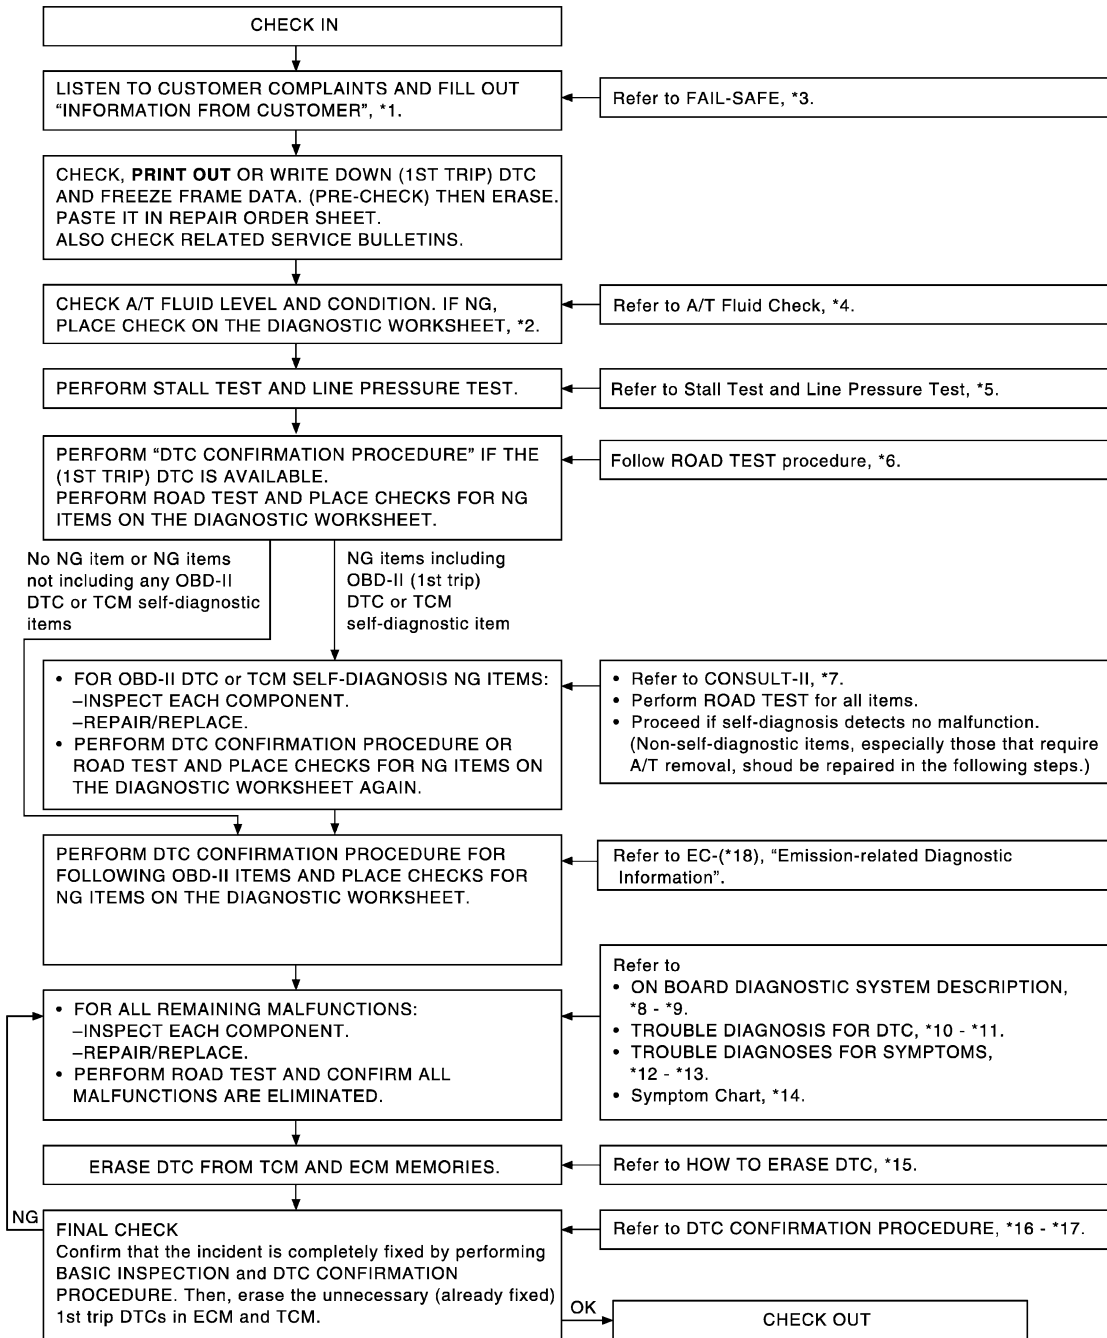 CHECK IN
LISTEN TO CUSTOMER COMPLAINTS AND FILL OUT
“INFORMATION FROM CUSTOMER”, *1.
Refer to FAIL-SAFE, *3.
CHECK, PRINT OUT OR WRITE DOWN (1ST TRIP) DTC
AND FREEZE FRAME DATA. (PRE-CHECK) THEN ERASE.
PASTE IT IN REPAIR ORDER SHEET.
ALSO CHECK RELATED SERVICE BULLETINS.
CHECK A/T FLUID LEVEL AND CONDITION. IF NG,
PLACE CHECK ON THE DIAGNOSTIC WORKSHEET, *2.
Refer to A/T Fluid Check, *4.
PERFORM STALL TEST AND LINE PRESSURE TEST.
Refer to Stall Test and Line Pressure Test, *5.
PERFORM “DTC CONFIRMATION PROCEDURE” IF THE
(1ST TRIP) DTC IS AVAILABLE.
PERFORM ROAD TEST AND PLACE CHECKS FOR NG
ITEMS ON THE DIAGNOSTIC WORKSHEET.
Follow ROAD TEST procedure, *6.
No NG item or NG items
not including any OBD-II
DTC or TCM self-diagnostic
items
NG items including
OBD-II (1st trip)
DTC or TCM
self-diagnostic item
• FOR OBD-II DTC or TCM SELF-DIAGNOSIS NG ITEMS:
–INSPECT EACH COMPONENT.
–REPAIR/REPLACE.
• PERFORM DTC CONFIRMATION PROCEDURE OR
ROAD TEST AND PLACE CHECKS FOR NG ITEMS ON
THE DIAGNOSTIC WORKSHEET AGAIN.
• Refer to CONSULT-II, *7.
• Perform ROAD TEST for all items.
• Proceed if self-diagnosis detects no malfunction.
(Non-self-diagnostic items, especially those that require
A/T removal, shoud be repaired in the following steps.)
PERFORM DTC CONFIRMATION PROCEDURE FOR
FOLLOWING OBD-II ITEMS AND PLACE CHECKS FOR
NG ITEMS ON THE DIAGNOSTIC WORKSHEET.
Refer to EC-(*18), “Emission-related Diagnostic
Information”.
• FOR ALL REMAINING MALFUNCTIONS:
–INSPECT EACH COMPONENT.
–REPAIR/REPLACE.
• PERFORM ROAD TEST AND CONFIRM ALL
MALFUNCTIONS ARE ELIMINATED.
Refer to
• ON BOARD DIAGNOSTIC SYSTEM DESCRIPTION,
*8 - *9.
• TROUBLE DIAGNOSIS FOR DTC, *10 - *11.
• TROUBLE DIAGNOSES FOR SYMPTOMS,
*12 - *13.
• Symptom Chart, *14.
ERASE DTC FROM TCM AND ECM MEMORIES.
Refer to HOW TO ERASE DTC, *15.
NG
FINAL CHECK
Confirm that the incident is completely fixed by performing
BASIC INSPECTION and DTC CONFIRMATION
PROCEDURE. Then, erase the unnecessary (already fixed)
1st trip DTCs in ECM and TCM.
Refer to DTC CONFIRMATION PROCEDURE, *16 - *17.
OK
CHECK OUT